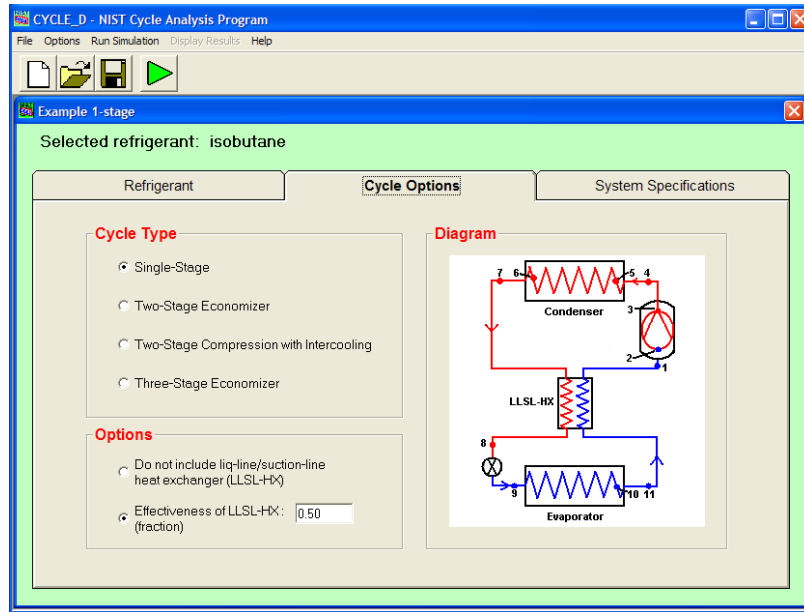 CYCLE_D - NIST Cycle Analysis Program
File Options Run Simulation Display Results Help
Example 1-stage
Selected refrigerant: isobutane
Refrigerant
Cycle Options
System Specifications
Cycle Type
Single-Stage
Two-Stage Economizer
Two-Stage Compression with Intercooling
Three-Stage Economizer
Options
Do not include liq-line/suction-line
heat exchanger (LLSL-HX)
Effectiveness of LLSL-HX : 0.50
(fraction)
Diagram
7 6 5 4
Condenser
3
2
1
LLSL-HX
8
9 10 11
Evaporator